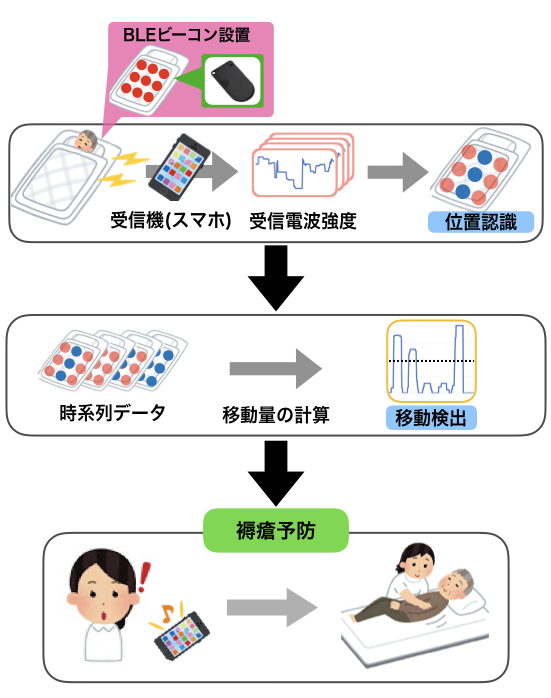 BLEビーコン設置
受信機(スマホ)
受信電波強度
位置認識
時系列データ
移動量の計算
移動検出
褥瘡予防